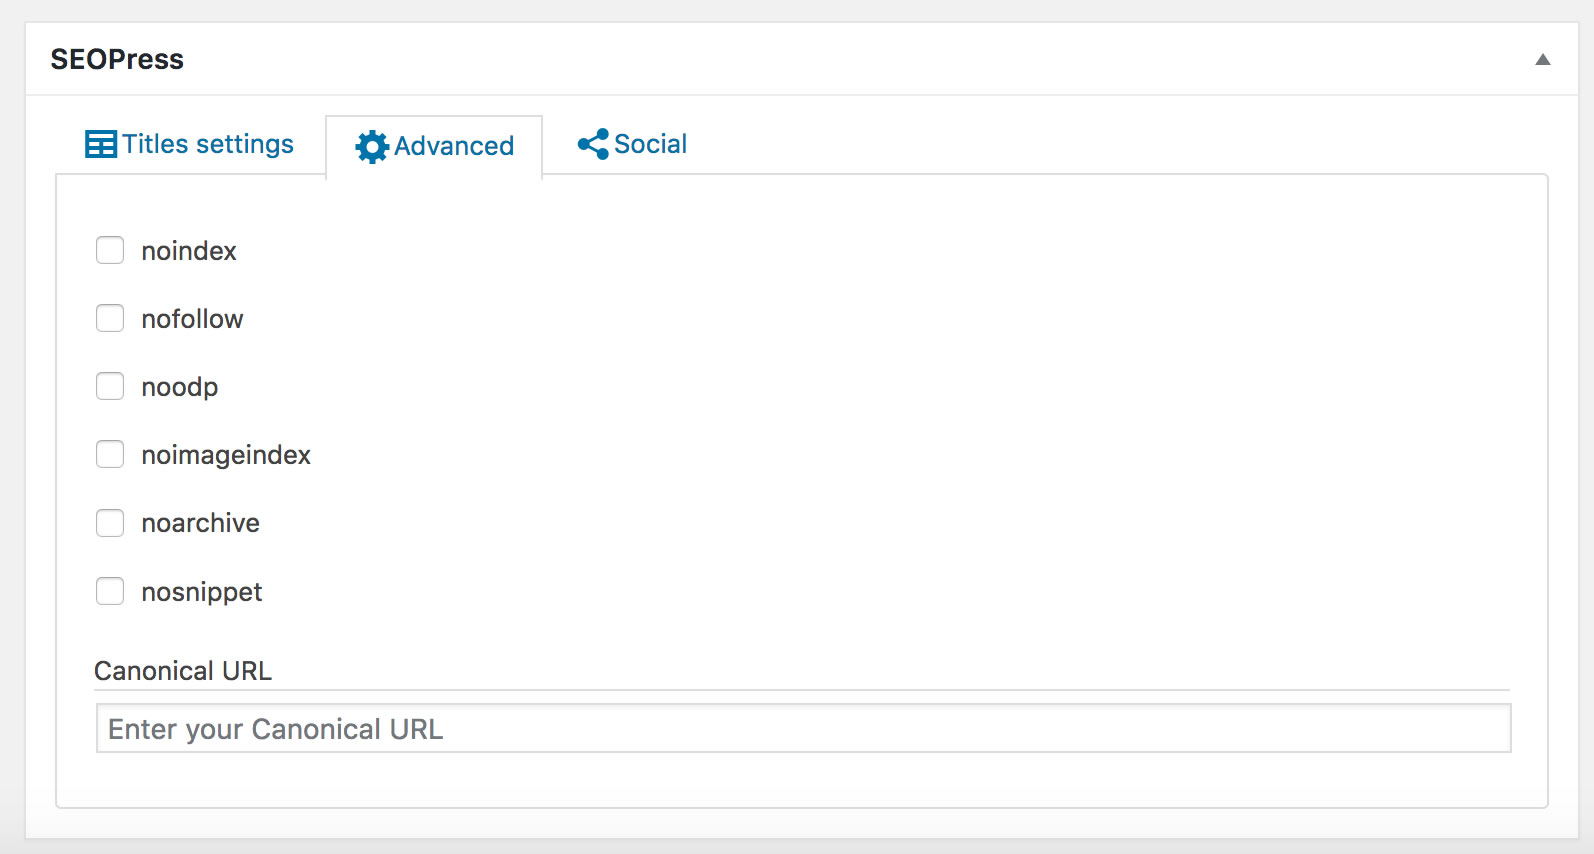 SEOPress
Titles settings Advanced Social
noindex
nofollow
noodp
noimageindex
noarchive
nosnippet
Canonical URL
Enter your Canonical URL